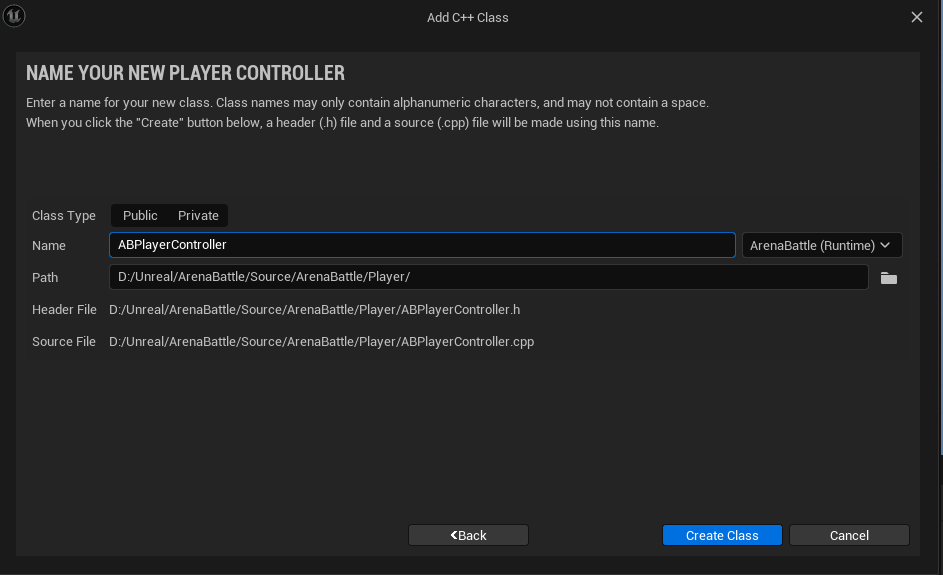 Add C++ Class
NAME YOUR NEW PLAYER CONTROLLER
Enter a name for your new class. Class names may only contain alphanumeric characters, and may not contain a space.
When you click the "Create" button below, a header (.h) file and a source (.cpp) file will be made using this name.
Class Type Public Private
Name ABPlayerController ArenaBattle (Runtime)
Path D:/Unreal/ArenaBattle/Source/ArenaBattle/Player/
Header File D:/Unreal/ArenaBattle/Source/ArenaBattle/Player/ABPlayerController.h
Source File D:/Unreal/ArenaBattle/Source/ArenaBattle/Player/ABPlayerController.cpp
Back Create Class Cancel